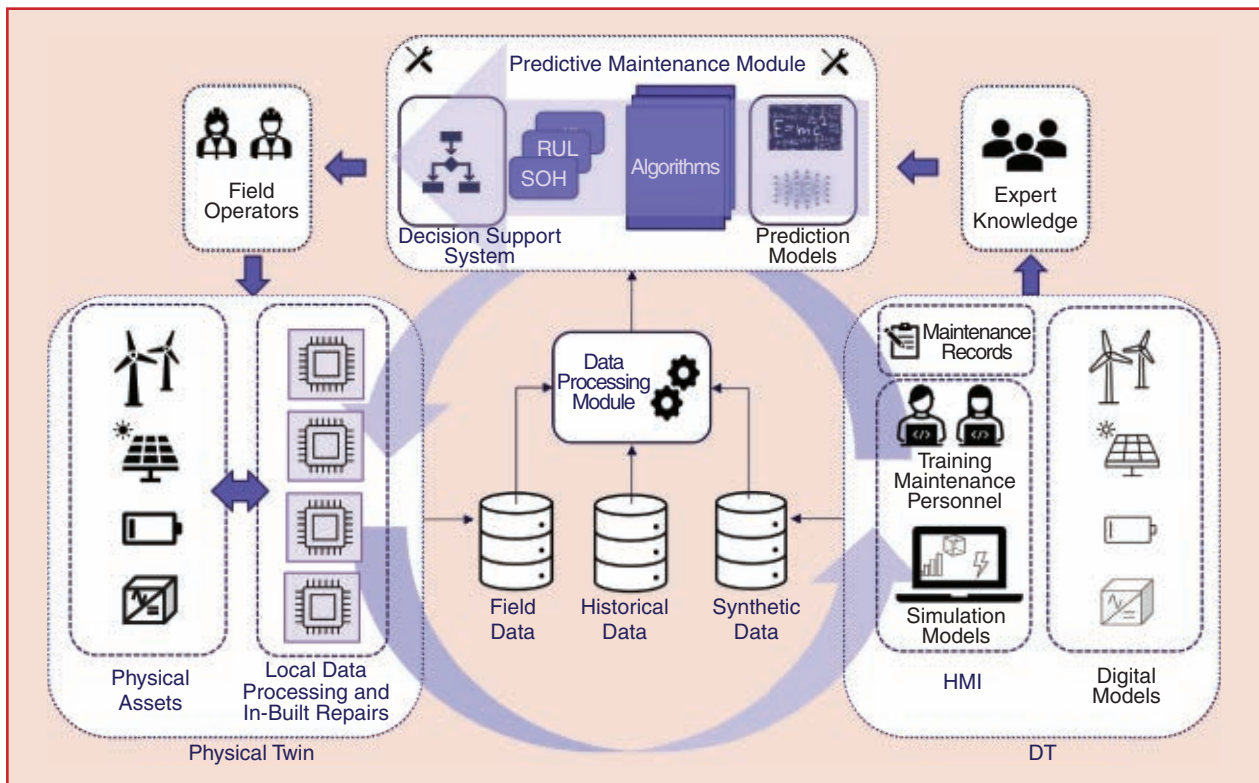 Predictive Maintenance Module
RUL
SOH
Algorithms
E=mc²
Decision Support
System
Prediction
Models
Field
Operators
Expert
Knowledge
Data
Processing
Module
Maintenance
Records
Training
Maintenance
Personnel
Simulation
Models
HMI
Digital
Models
DT
Field
Data
Historical
Data
Synthetic
Data
Physical
Assets
Local Data
Processing and
In-Built Repairs
Physical Twin